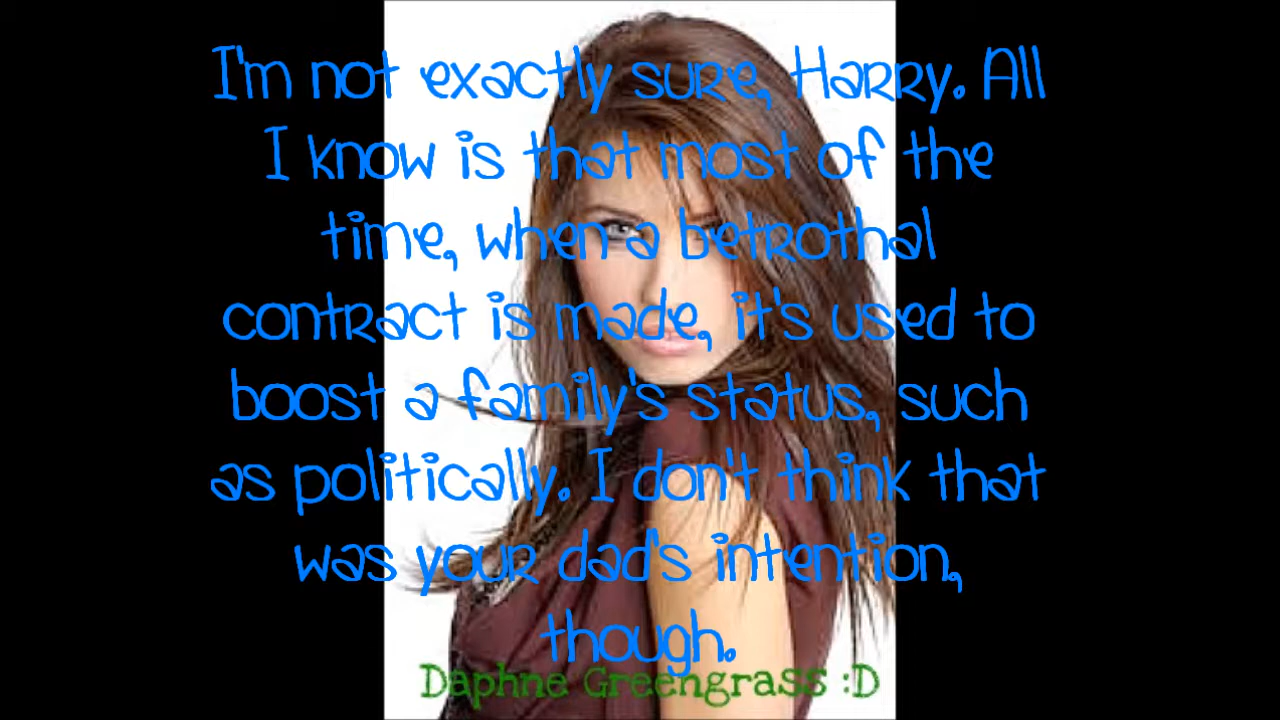 I'm not exactly sure, Harry. All
I know is that most of the
time, when a betrothal
contract is made, it's used to
boost a family's status, such
as politically. I don't think that
was your dad's intention,
though.
Daphne Greengrass :D